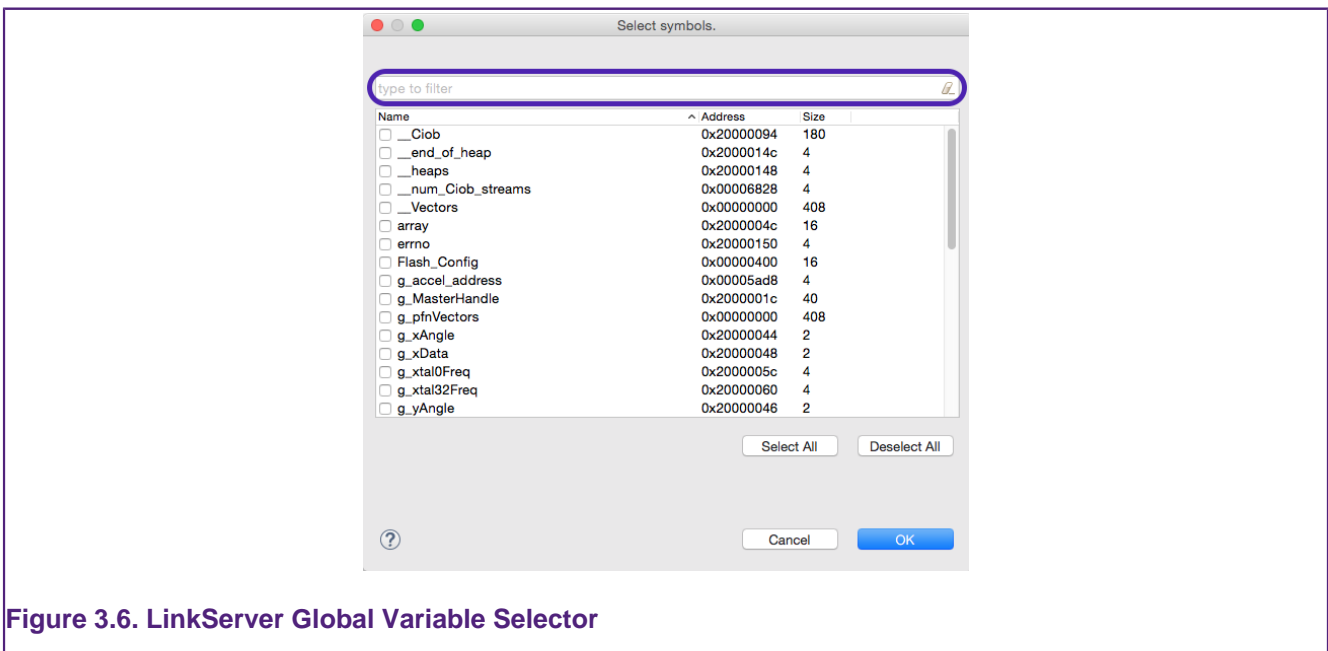 Select symbols.
type to filter
Name Address Size
__Ciob 0x20000094 180
__end_of_heap 0x2000014c 4
__heaps 0x20000148 4
__num_Ciob_streams 0x00006828 4
__Vectors 0x00000000 408
array 0x2000004c 16
errno 0x20000150 4
Flash_Config 0x00000400 16
g_accel_address 0x00005ad8 4
g_MasterHandle 0x2000001c 40
g_pfnVectors 0x00000000 408
g_xAngle 0x20000044 2
g_xData 0x20000048 2
g_xtal0Freq 0x2000005c 4
g_xtal32Freq 0x20000060 4
g_yAngle 0x20000046 2
Select All Deselect All
? Cancel OK
Figure 3.6. LinkServer Global Variable Selector